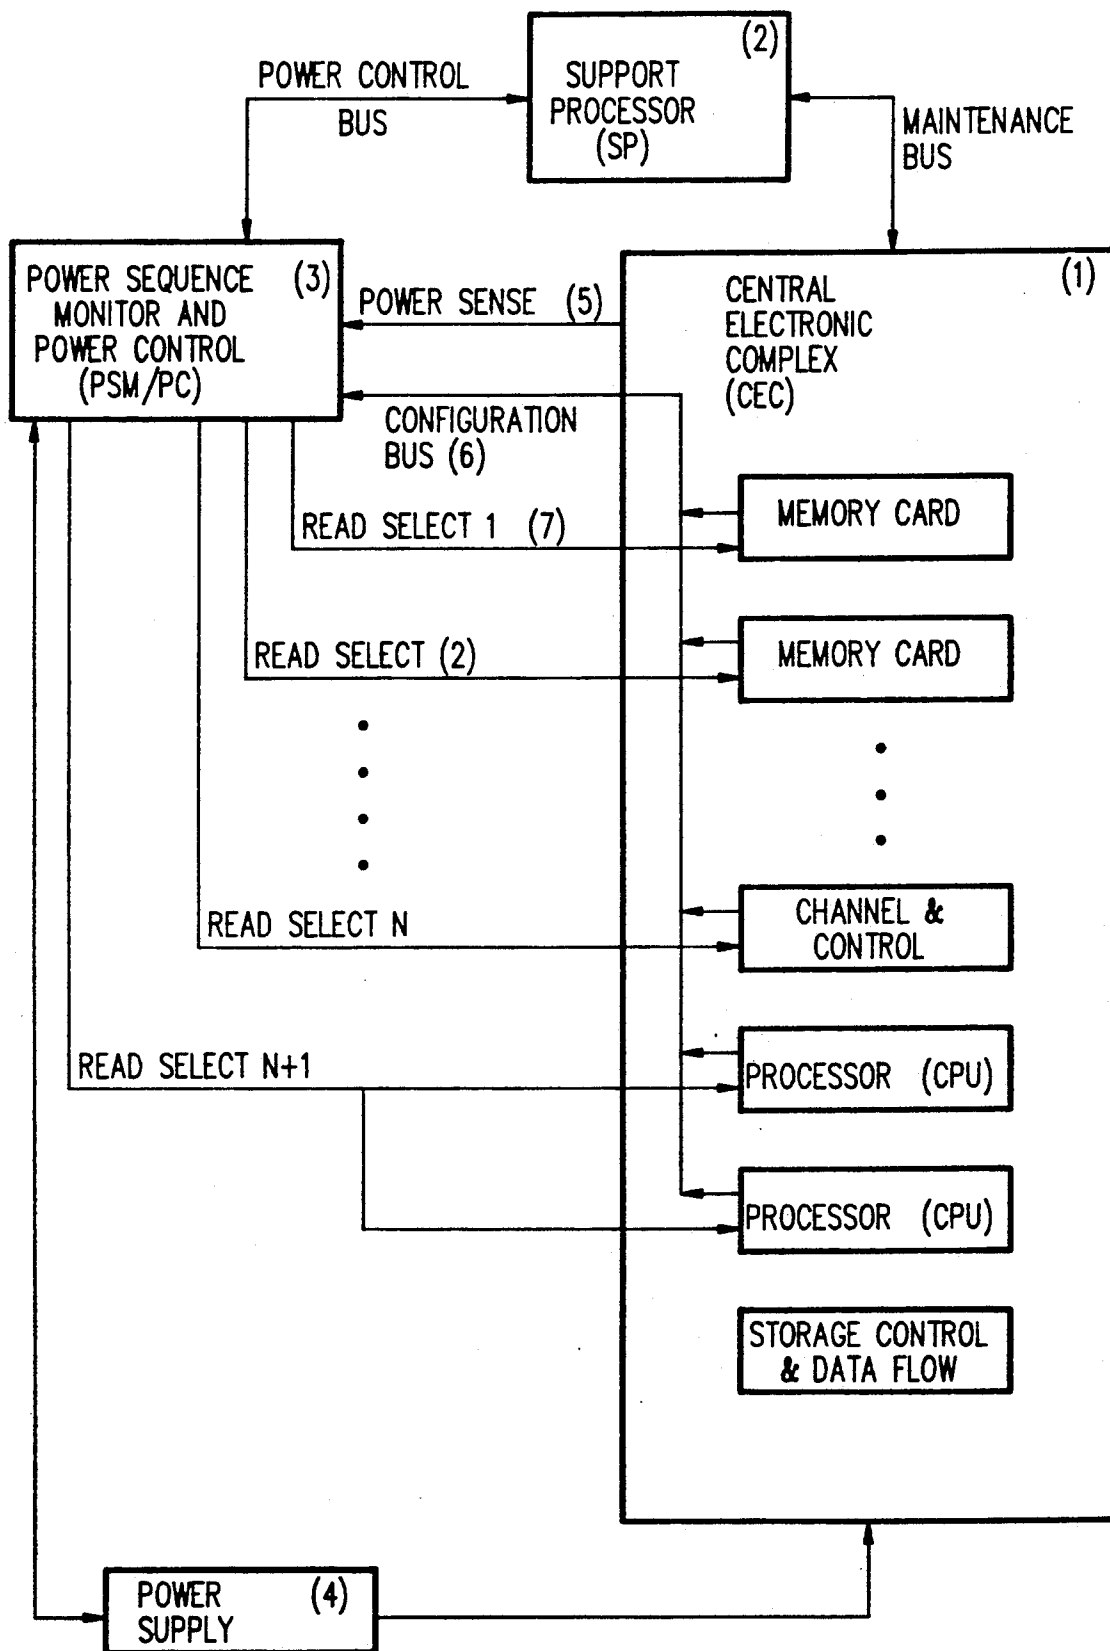 (2)
SUPPORT
PROCESSOR
(SP)
POWER CONTROL
BUS
MAINTENANCE
BUS
POWER SEQUENCE (3)
MONITOR AND
POWER CONTROL
(PSM/PC)
POWER SENSE (5)
CONFIGURATION
BUS (6)
(1)
CENTRAL
ELECTRONIC
COMPLEX
(CEC)
READ SELECT 1 (7)
MEMORY CARD
READ SELECT (2)
MEMORY CARD
READ SELECT N
CHANNEL &
CONTROL
READ SELECT N+1
PROCESSOR (CPU)
PROCESSOR (CPU)
STORAGE CONTROL
& DATA FLOW
POWER (4)
SUPPLY